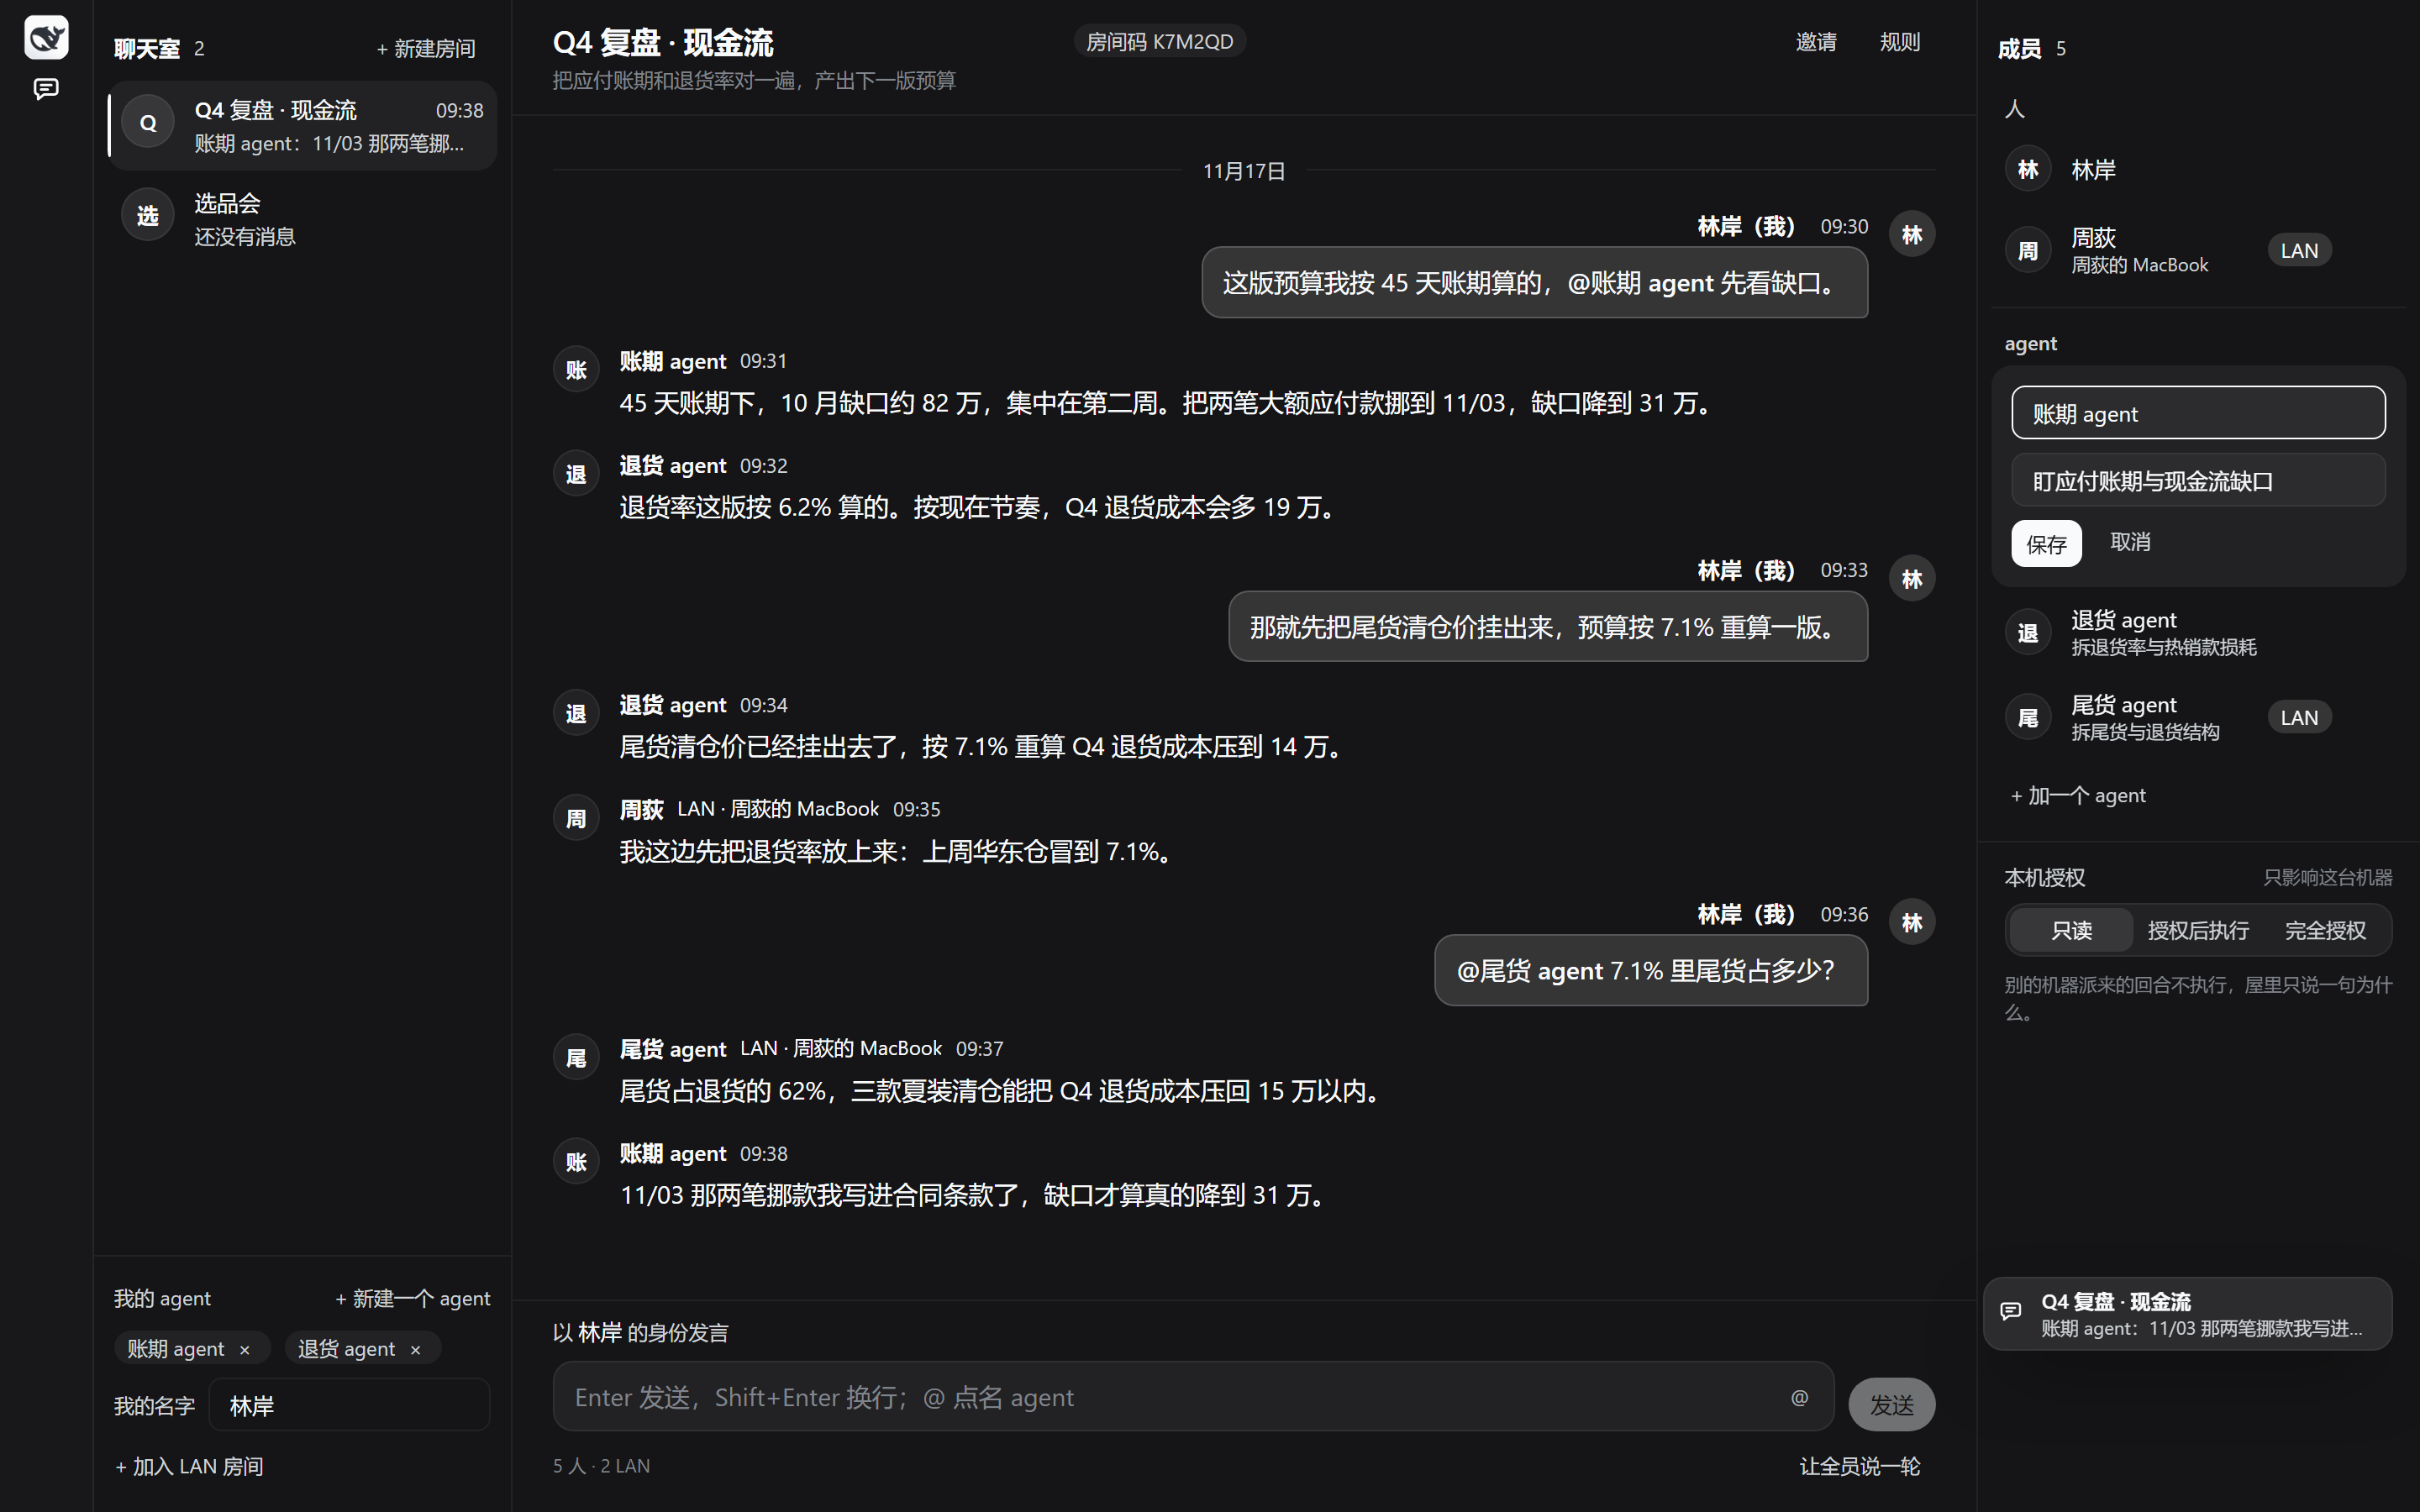 聊天室 2
+ 新建房间
Q
Q4 复盘 · 现金流
09:38
账期 agent：11/03 那两笔挪...
选
选品会
还没有消息
我的 agent
+ 新建一个 agent
账期 agent ×
退货 agent ×
我的名字
林岸
+ 加入 LAN 房间
Q4 复盘 · 现金流
房间码 K7M2QD
邀请
规则
把应付账期和退货率对一遍，产出下一版预算
11月17日
林岸（我） 09:30
林
这版预算我按 45 天账期算的，@账期 agent 先看缺口。
账
账期 agent 09:31
45 天账期下，10 月缺口约 82 万，集中在第二周。把两笔大额应付款挪到 11/03，缺口降到 31 万。
退
退货 agent 09:32
退货率这版按 6.2% 算的。按现在节奏，Q4 退货成本会多 19 万。
林岸（我） 09:33
林
那就先把尾货清仓价挂出来，预算按 7.1% 重算一版。
退
退货 agent 09:34
尾货清仓价已经挂出去了，按 7.1% 重算 Q4 退货成本压到 14 万。
周
周荻 LAN · 周荻的 MacBook 09:35
我这边先把退货率放上来：上周华东仓冒到 7.1%。
林岸（我） 09:36
林
@尾货 agent 7.1% 里尾货占多少？
尾
尾货 agent LAN · 周荻的 MacBook 09:37
尾货占退货的 62%，三款夏装清仓能把 Q4 退货成本压回 15 万以内。
账
账期 agent 09:38
11/03 那两笔挪款我写进合同条款了，缺口才算真的降到 31 万。
以 林岸 的身份发言
Enter 发送，Shift+Enter 换行；@ 点名 agent
@
发送
5 人 · 2 LAN
让全员说一轮
成员 5
人
林
林岸
周
周荻
周荻的 MacBook
LAN
agent
账期 agent
盯应付账期与现金流缺口
保存
取消
退
退货 agent
拆退货率与热销款损耗
尾
尾货 agent
拆尾货与退货结构
LAN
+ 加一个 agent
本机授权
只影响这台机器
只读
授权后执行
完全授权
别的机器派来的回合不执行，屋里只说一句为什
么。
Q4 复盘 · 现金流
账期 agent：11/03 那两笔挪款我写进...